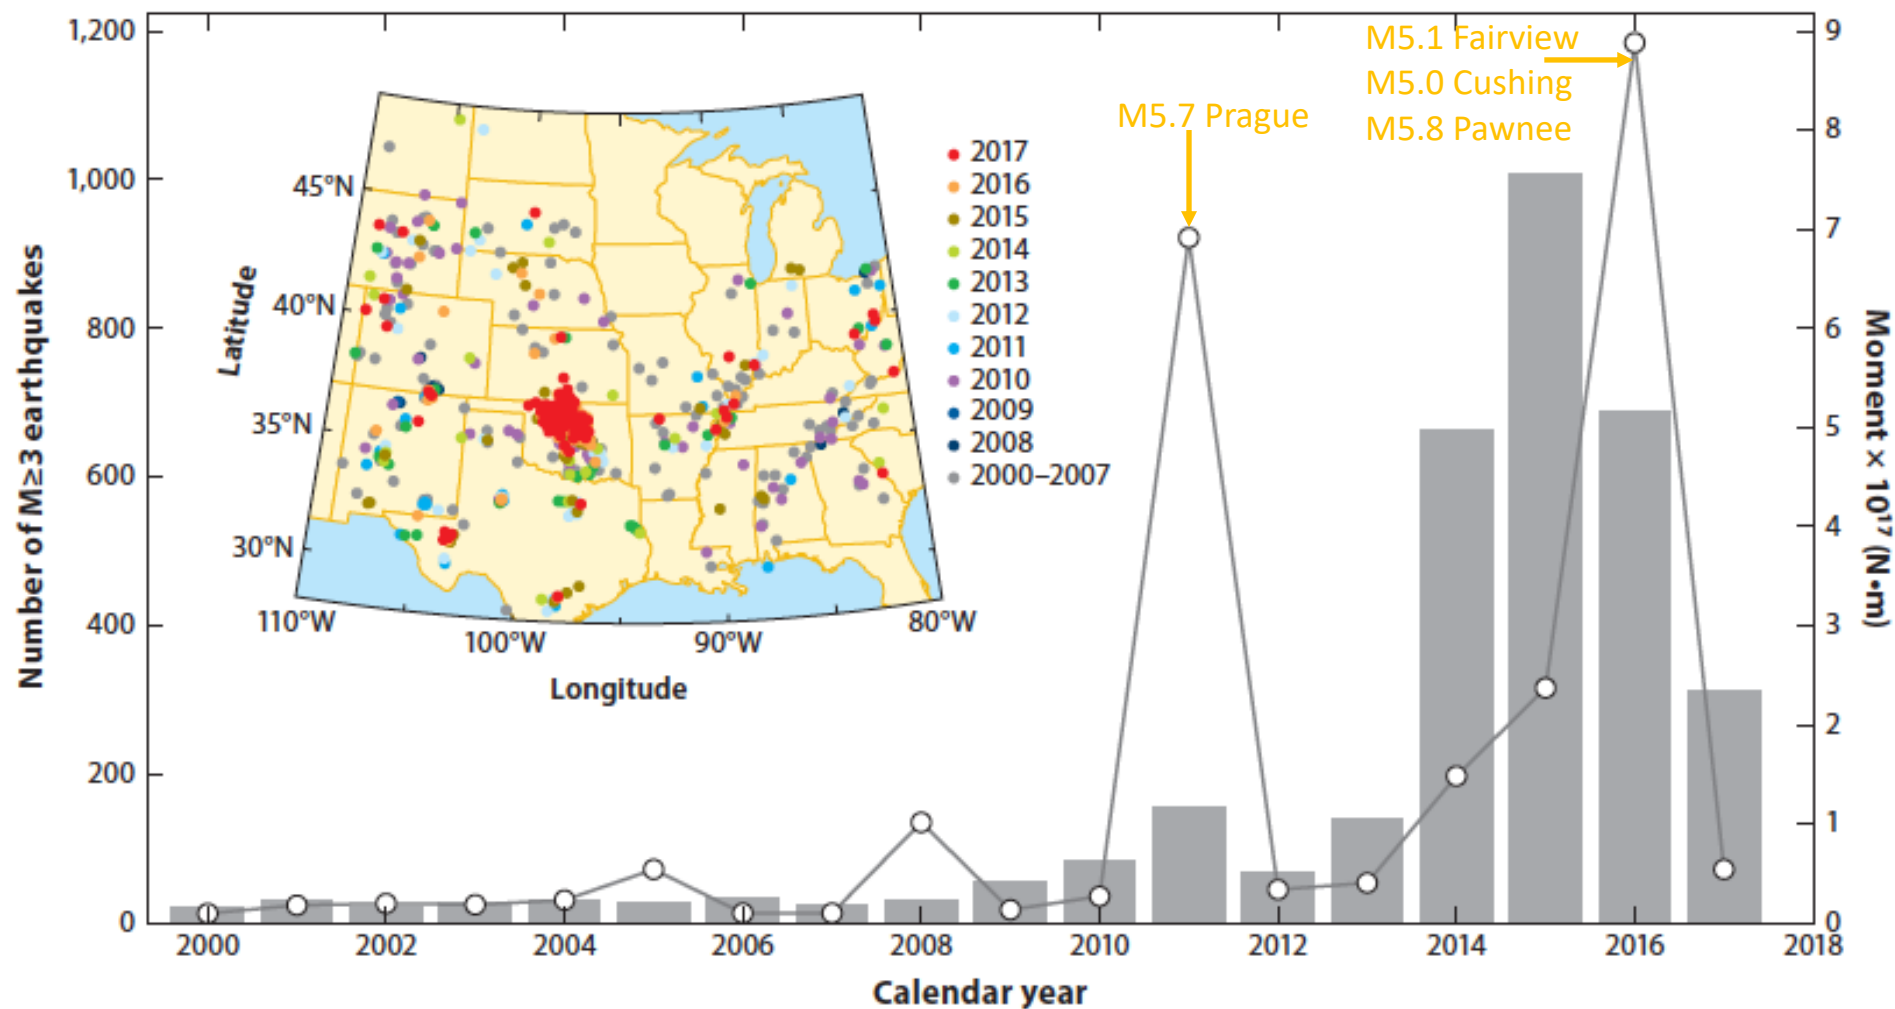 1,200
1,000
800
600
400
200
0
Number of M≥3 earthquakes
9
8
7
6
5
4
3
2
1
0
Moment × 10¹⁷ (N•m)
M5.7 Prague
M5.1 Fairview
M5.0 Cushing
M5.8 Pawnee
45°N
40°N
35°N
30°N
Latitude
110°W
100°W
90°W
80°W
Longitude
2017
2016
2015
2014
2013
2012
2011
2010
2009
2008
2000–2007
2000
2002
2004
2006
2008
2010
2012
2014
2016
2018
Calendar year